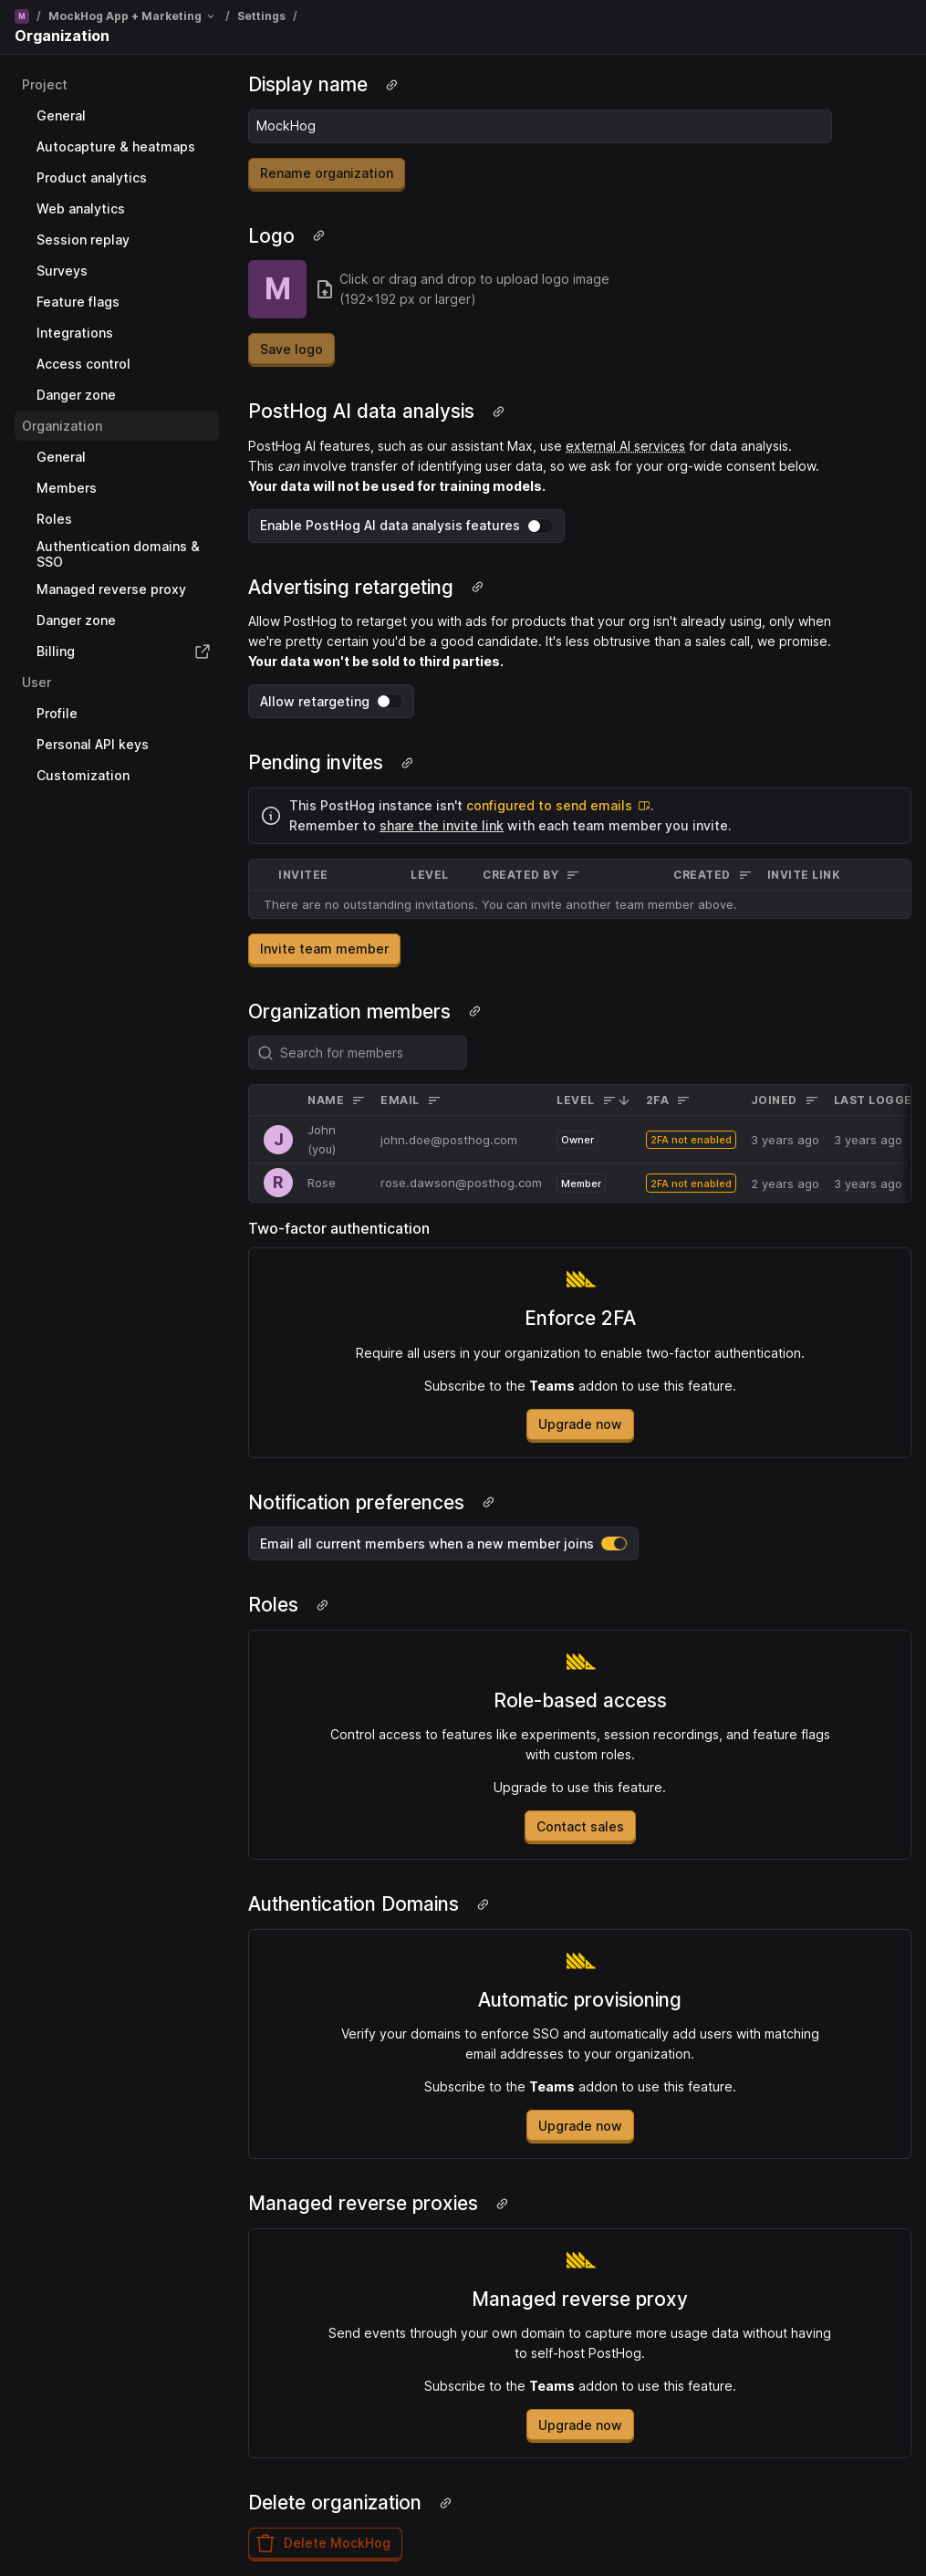 M / MockHog App + Marketing / Settings /
Organization
Project
General
Autocapture & heatmaps
Product analytics
Web analytics
Session replay
Surveys
Feature flags
Integrations
Access control
Danger zone
Organization
General
Members
Roles
Authentication domains &
SSO
Managed reverse proxy
Danger zone
Billing
User
Profile
Personal API keys
Customization
Display name
MockHog
Rename organization
Logo
M
Click or drag and drop to upload logo image
(192×192 px or larger)
Save logo
PostHog AI data analysis
PostHog AI features, such as our assistant Max, use external AI services for data analysis.
This can involve transfer of identifying user data, so we ask for your org-wide consent below.
Your data will not be used for training models.
Enable PostHog AI data analysis features
Advertising retargeting
Allow PostHog to retarget you with ads for products that your org isn't already using, only when
we're pretty certain you'd be a good candidate. It's less obtrusive than a sales call, we promise.
Your data won't be sold to third parties.
Allow retargeting
Pending invites
This PostHog instance isn't configured to send emails .
Remember to share the invite link with each team member you invite.
INVITEE LEVEL CREATED BY CREATED INVITE LINK
There are no outstanding invitations. You can invite another team member above.
Invite team member
Organization members
Search for members
NAME EMAIL LEVEL 2FA JOINED LAST LOGGE
J John
(you) john.doe@posthog.com Owner 2FA not enabled 3 years ago 3 years ago
R Rose rose.dawson@posthog.com Member 2FA not enabled 2 years ago 3 years ago
Two-factor authentication
Enforce 2FA
Require all users in your organization to enable two-factor authentication.
Subscribe to the Teams addon to use this feature.
Upgrade now
Notification preferences
Email all current members when a new member joins
Roles
Role-based access
Control access to features like experiments, session recordings, and feature flags
with custom roles.
Upgrade to use this feature.
Contact sales
Authentication Domains
Automatic provisioning
Verify your domains to enforce SSO and automatically add users with matching
email addresses to your organization.
Subscribe to the Teams addon to use this feature.
Upgrade now
Managed reverse proxies
Managed reverse proxy
Send events through your own domain to capture more usage data without having
to self-host PostHog.
Subscribe to the Teams addon to use this feature.
Upgrade now
Delete organization
Delete MockHog